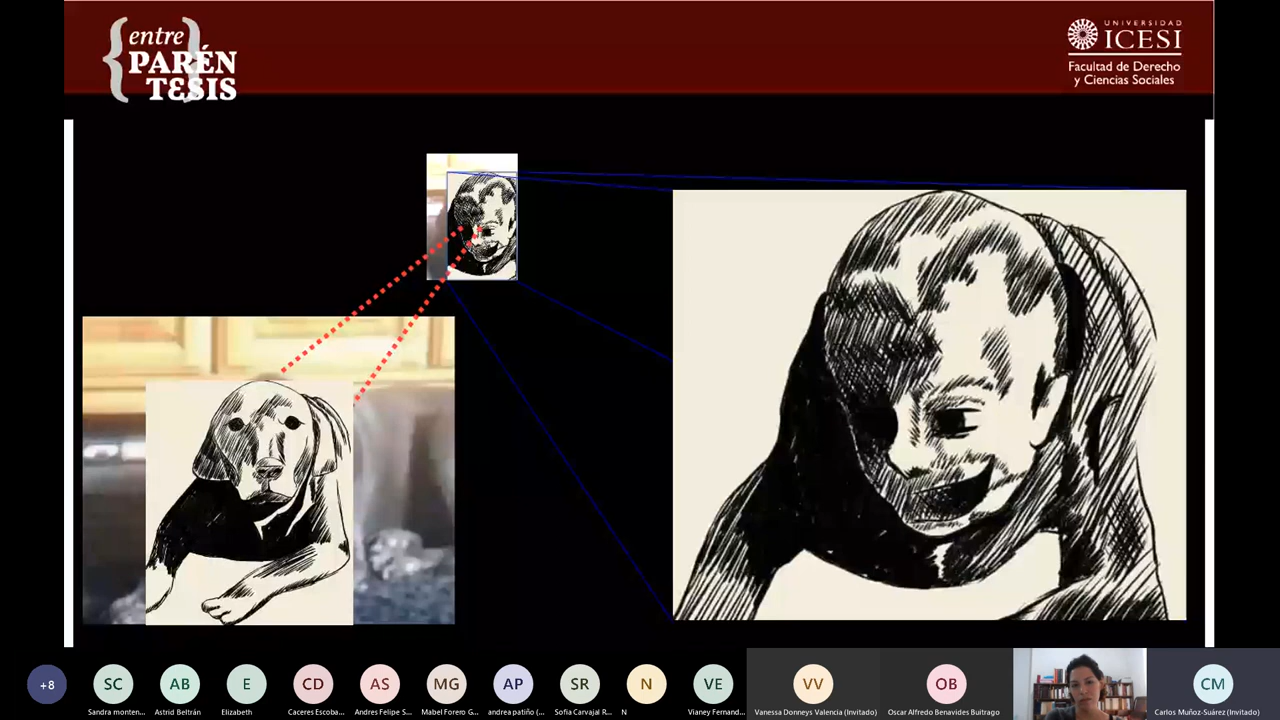 entre
PARÉN
TESIS
UNIVERSIDAD
ICESI
Facultad de Derecho
y Ciencias Sociales
+8
SC
AB
E
CD
AS
MG
AP
SR
N
VE
VV
OB
CM
Sandra monten...
Astrid Beltrán
Elizabeth
Caceres Escoba...
Andres Felipe S...
Mabel Forero G...
andrea patiño (...
Sofia Carvajal R...
N
Vianey Fernand...
Vanessa Donneys Valencia (Invitado)
Oscar Alfredo Benavides Buitrago
Carlos Muñoz-Suárez (Invitado)